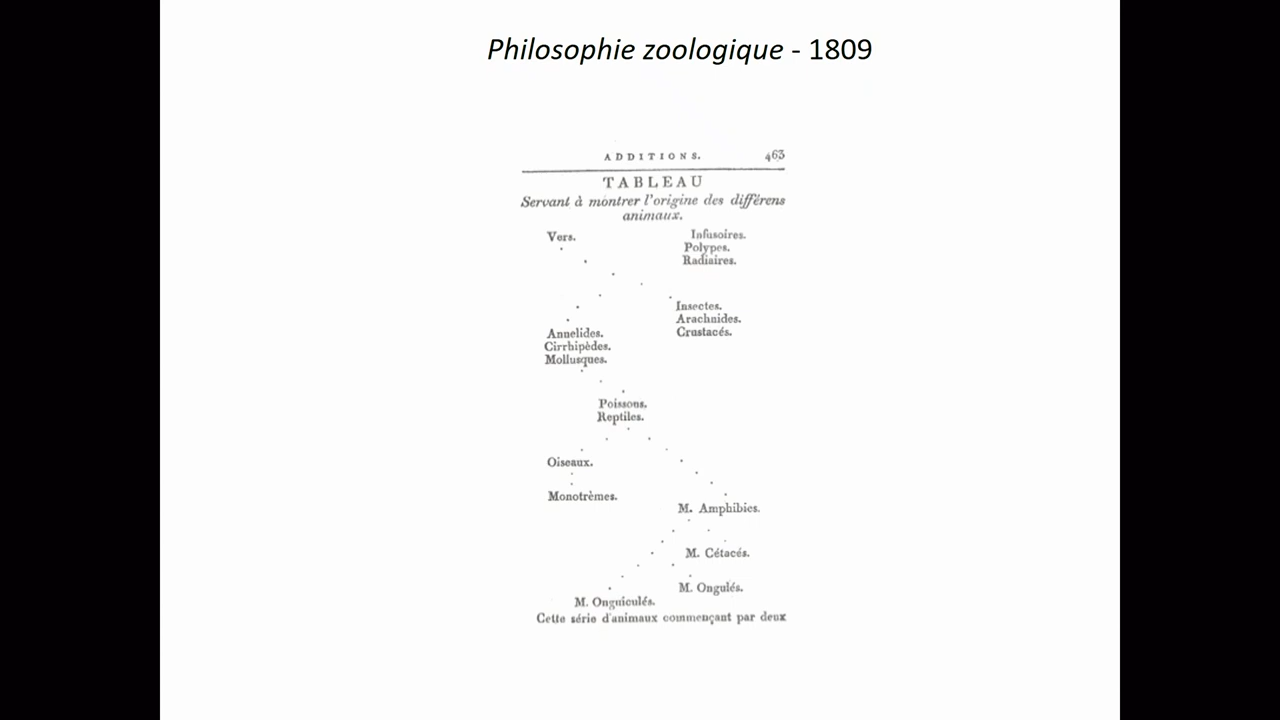 Philosophie zoologique - 1809
ADDITIONS. 463
TABLEAU
Servant à montrer l'origine des différens
animaux.
Vers. Infusoires.
Polypes.
Radiaires.
Insectes.
Arachnides.
Annelides. Crustacés.
Cirrhipèdes.
Mollusques.
Poissons.
Reptiles.
Oiseaux.
Monotrèmes.
M. Amphibies.
M. Cétacés.
M. Ongulés.
M. Onguiculés.
Cette série d'animaux commençant par deux